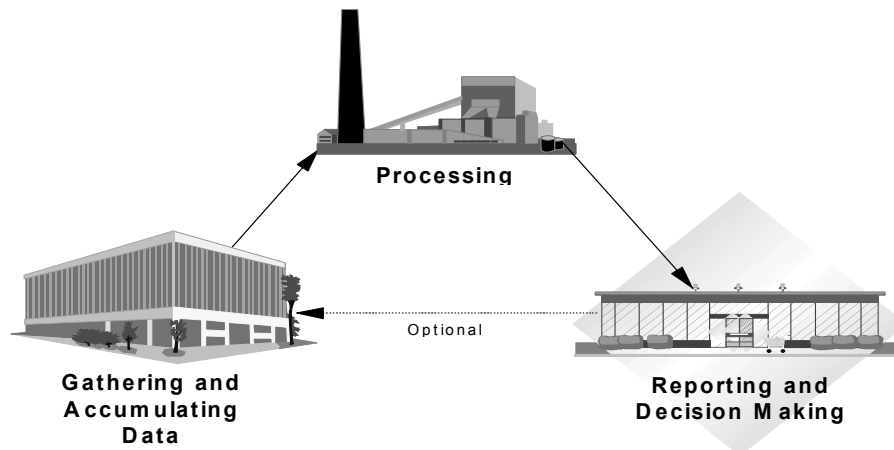 Processing
Optional
Gathering and
Accumulating
Data
Reporting and
Decision Making